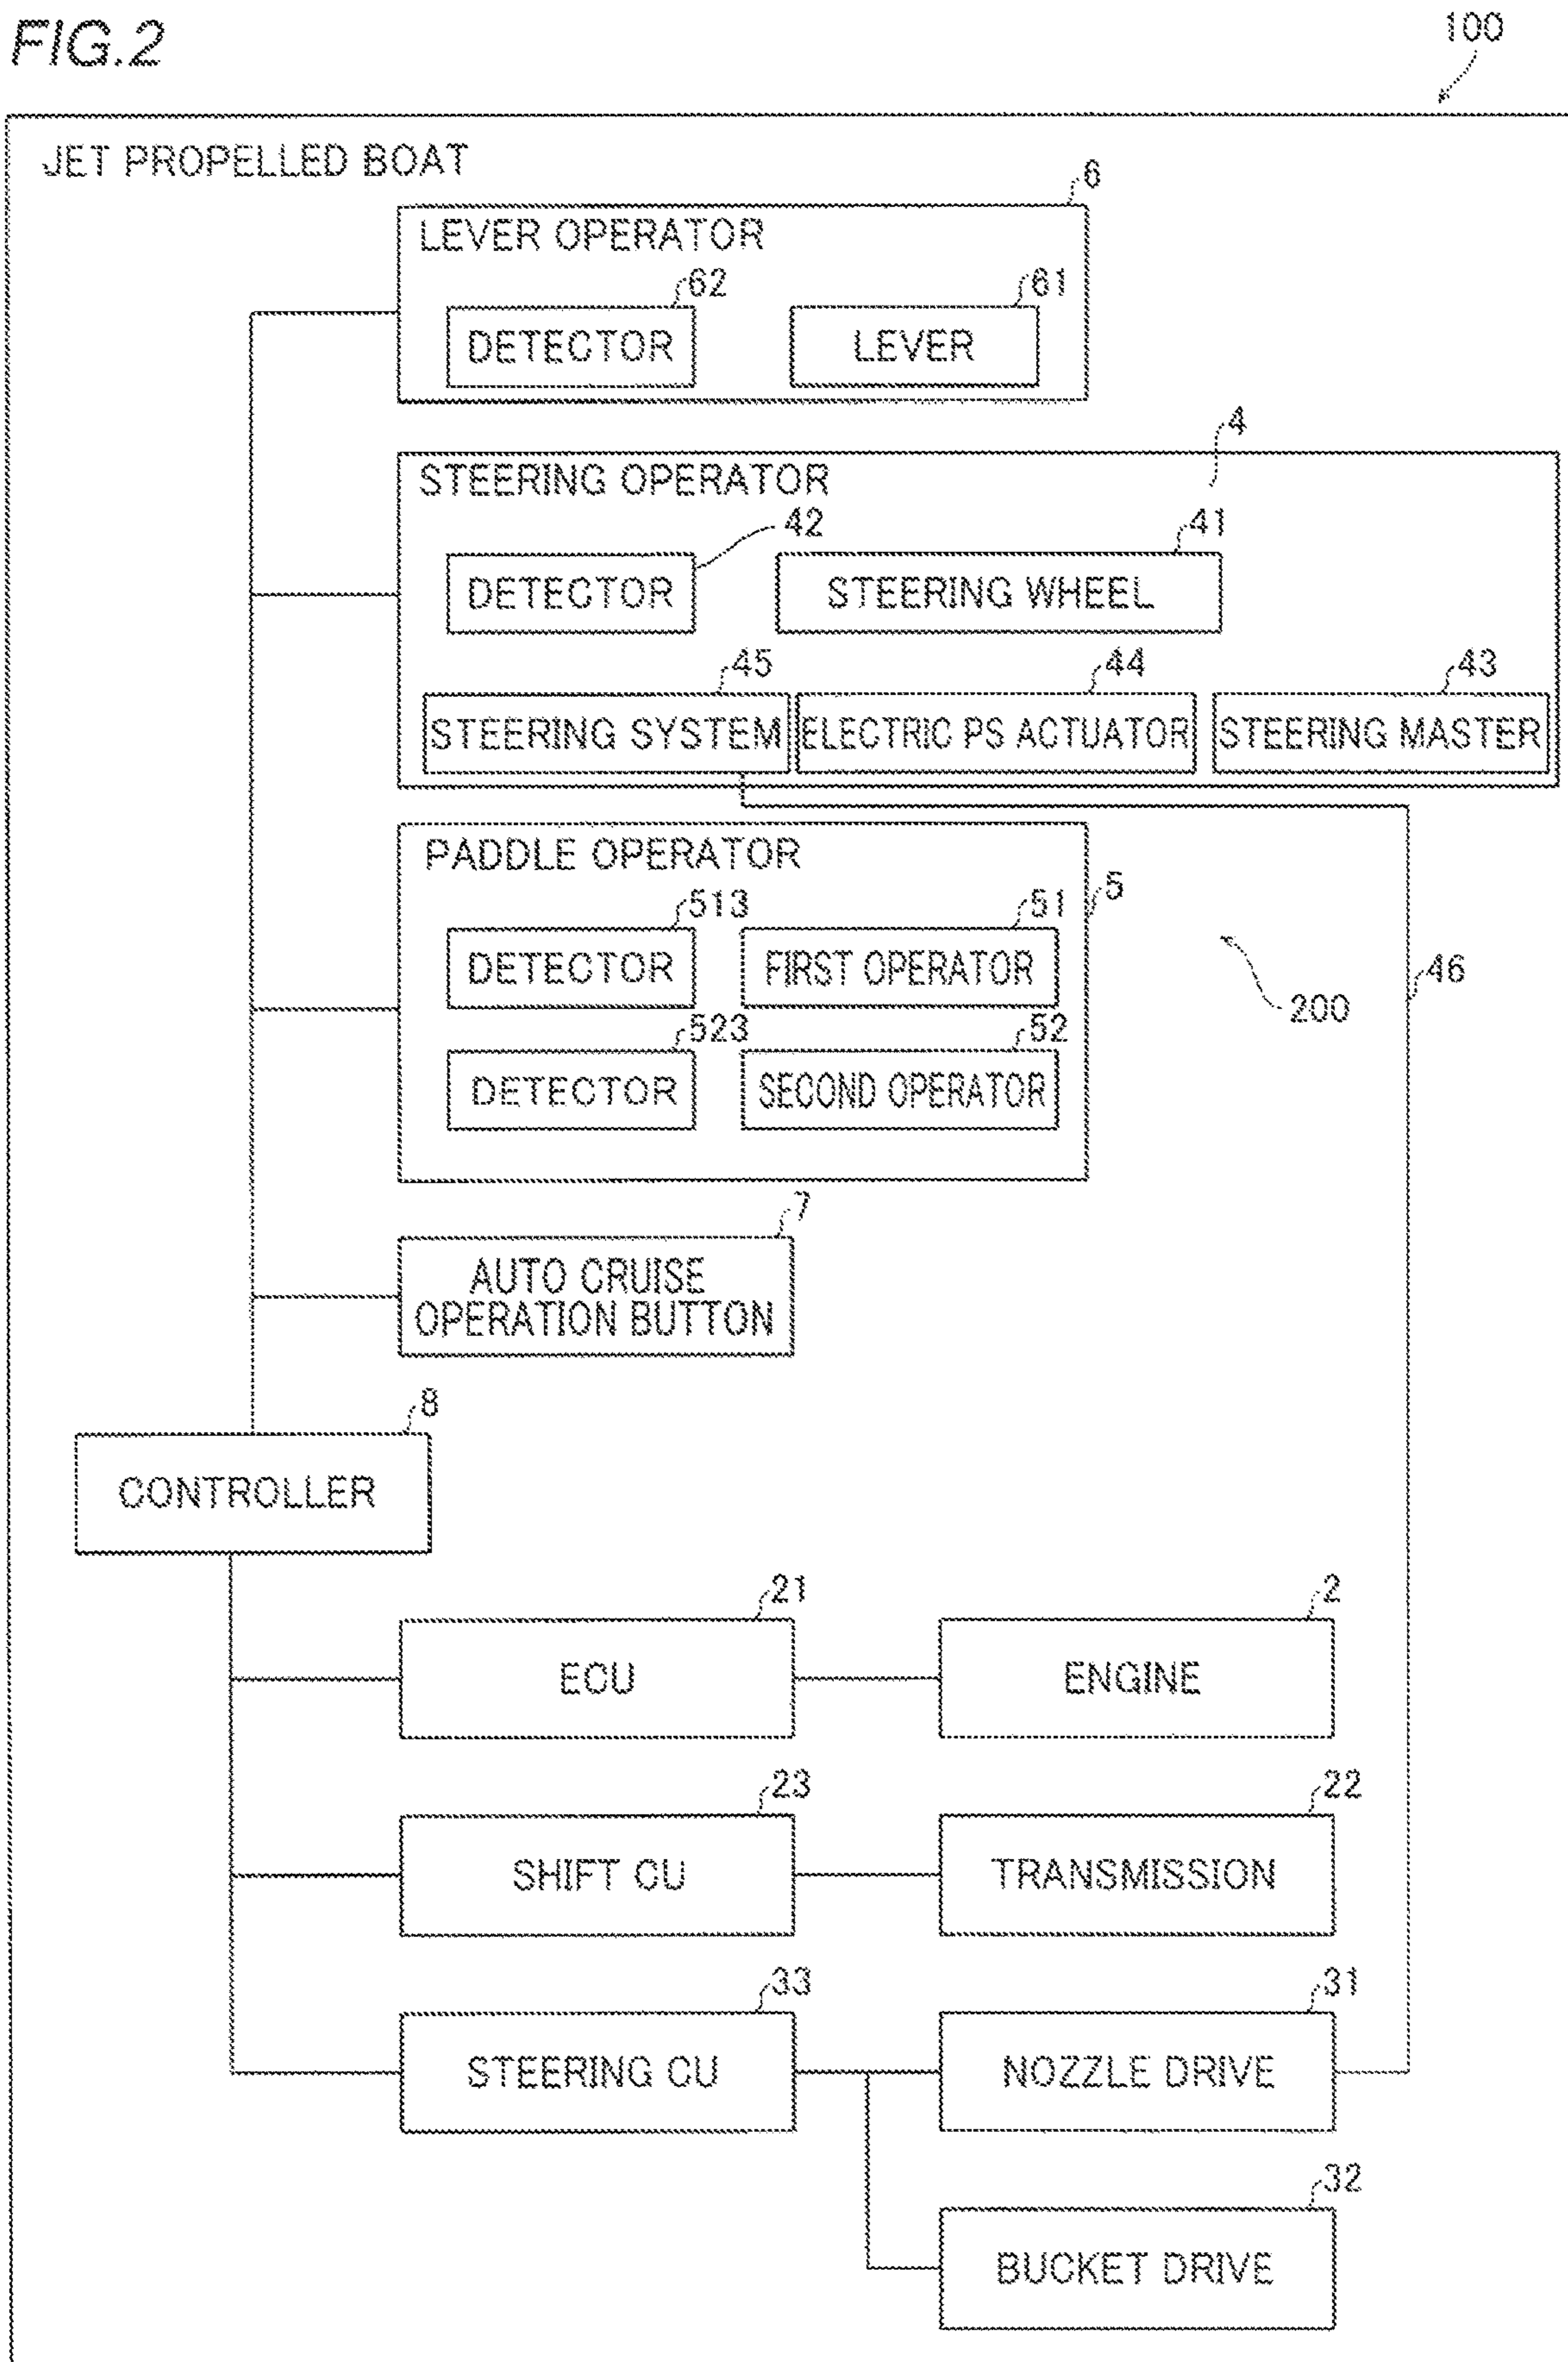 FIG.2
100
JET PROPELLED BOAT
6
LEVER OPERATOR
62
61
DETECTOR
LEVER
4
STEERING OPERATOR
42
41
DETECTOR
STEERING WHEEL
45
44
43
STEERING SYSTEM
ELECTRIC PS ACTUATOR
STEERING MASTER
PADDLE OPERATOR
5
513
51
DETECTOR
FIRST OPERATOR
46
200
523
52
DETECTOR
SECOND OPERATOR
7
AUTO CRUISE
OPERATION BUTTON
8
CONTROLLER
21
2
ECU
ENGINE
23
22
SHIFT CU
TRANSMISSION
33
31
STEERING CU
NOZZLE DRIVE
32
BUCKET DRIVE